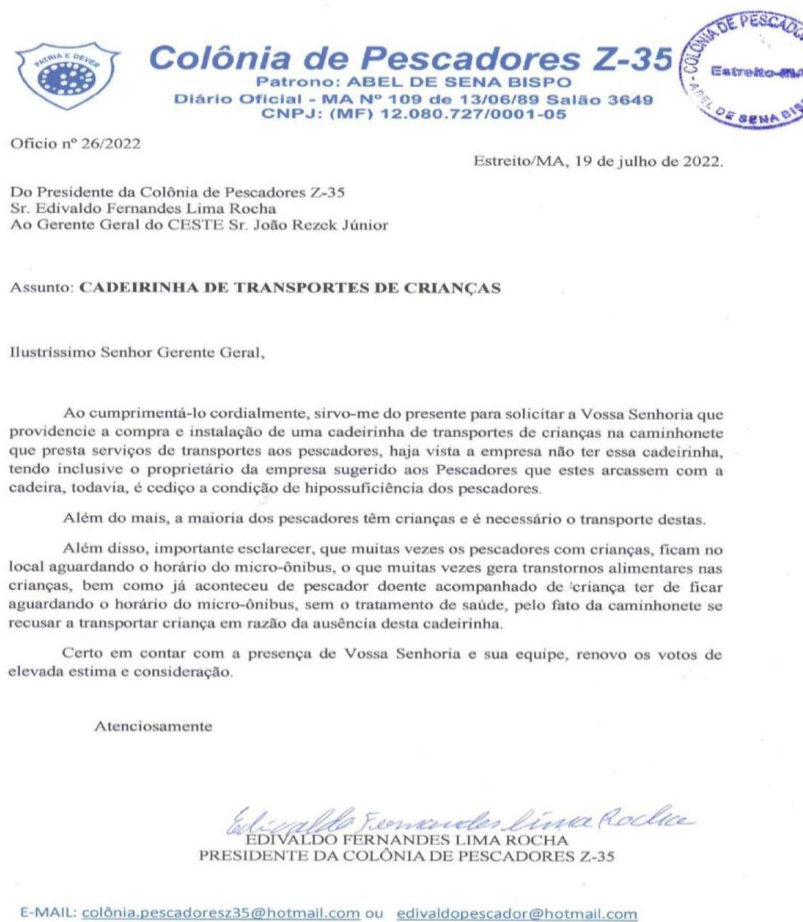 PATRIA E DEVER
Colônia de Pescadores Z-35
Patrono: ABEL DE SENA BISPO
Diário Oficial - MA Nº 109 de 13/06/89 Salão 3649
CNPJ: (MF) 12.080.727/0001-05
COLÔNIA DE PESCADO
Estreito-MA
ABEL DE SENA BIS
Oficio nº 26/2022
Estreito/MA, 19 de julho de 2022.
Do Presidente da Colônia de Pescadores Z-35
Sr. Edivaldo Fernandes Lima Rocha
Ao Gerente Geral do CESTE Sr. João Rezek Júnior
Assunto: CADEIRINHA DE TRANSPORTES DE CRIANÇAS
Ilustríssimo Senhor Gerente Geral,
Ao cumprimentá-lo cordialmente, sirvo-me do presente para solicitar a Vossa Senhoria que
providencie a compra e instalação de uma cadeirinha de transportes de crianças na caminhonete
que presta serviços de transportes aos pescadores, haja vista a empresa não ter essa cadeirinha,
tendo inclusive o proprietário da empresa sugerido aos Pescadores que estes arcassem com a
cadeira, todavia, é cediço a condição de hipossuficiência dos pescadores.
Além do mais, a maioria dos pescadores têm crianças e é necessário o transporte destas.
Além disso, importante esclarecer, que muitas vezes os pescadores com crianças, ficam no
local aguardando o horário do micro-ônibus, o que muitas vezes gera transtornos alimentares nas
crianças, bem como já aconteceu de pescador doente acompanhado de criança ter de ficar
aguardando o horário do micro-ônibus, sem o tratamento de saúde, pelo fato da caminhonete se
recusar a transportar criança em razão da ausência desta cadeirinha.
Certo em contar com a presença de Vossa Senhoria e sua equipe, renovo os votos de
elevada estima e consideração.
Atenciosamente
Edivaldo Fernandes Lima Rocha
EDIVALDO FERNANDES LIMA ROCHA
PRESIDENTE DA COLÔNIA DE PESCADORES Z-35
E-MAIL: colônia.pescadoresz35@hotmail.com ou edivaldopescador@hotmail.com